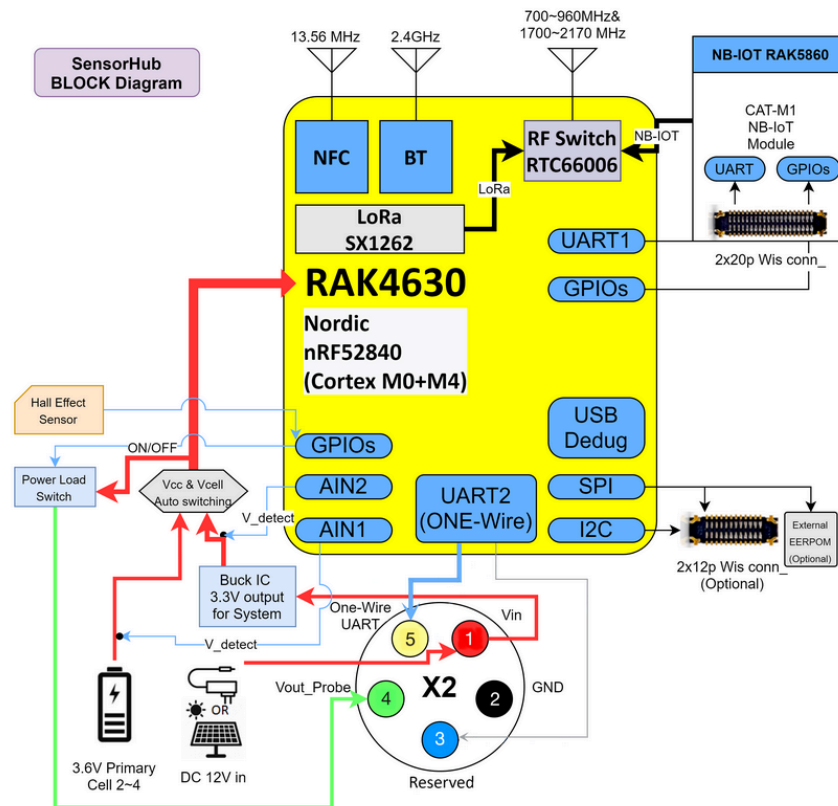 SensorHub
BLOCK Diagram
13.56 MHz
2.4GHz
700~960MHz&
1700~2170 MHz
NB-IOT RAK5860
CAT-M1
NB-IoT
Module
UART
GPIOs
2x20p Wis conn_
NFC
BT
RF Switch
RTC66006
NB-IOT
LoRa
LoRa
SX1262
UART1
GPIOs
RAK4630
Nordic
nRF52840
(Cortex M0+M4)
Hall Effect
Sensor
ON/OFF
GPIOs
USB
Dedug
Power Load
Switch
Vcc & Vcell
Auto switching
AIN2
UART2
(ONE-Wire)
SPI
V_detect
AIN1
I2C
External
EERPOM
(Optional)
2x12p Wis conn_
(Optional)
Buck IC
3.3V output
for System
One-Wire
UART
Vin
V_detect
5
1
X2
Vout_Probe
4
2
GND
3
OR
3.6V Primary
Cell 2~4
DC 12V in
Reserved